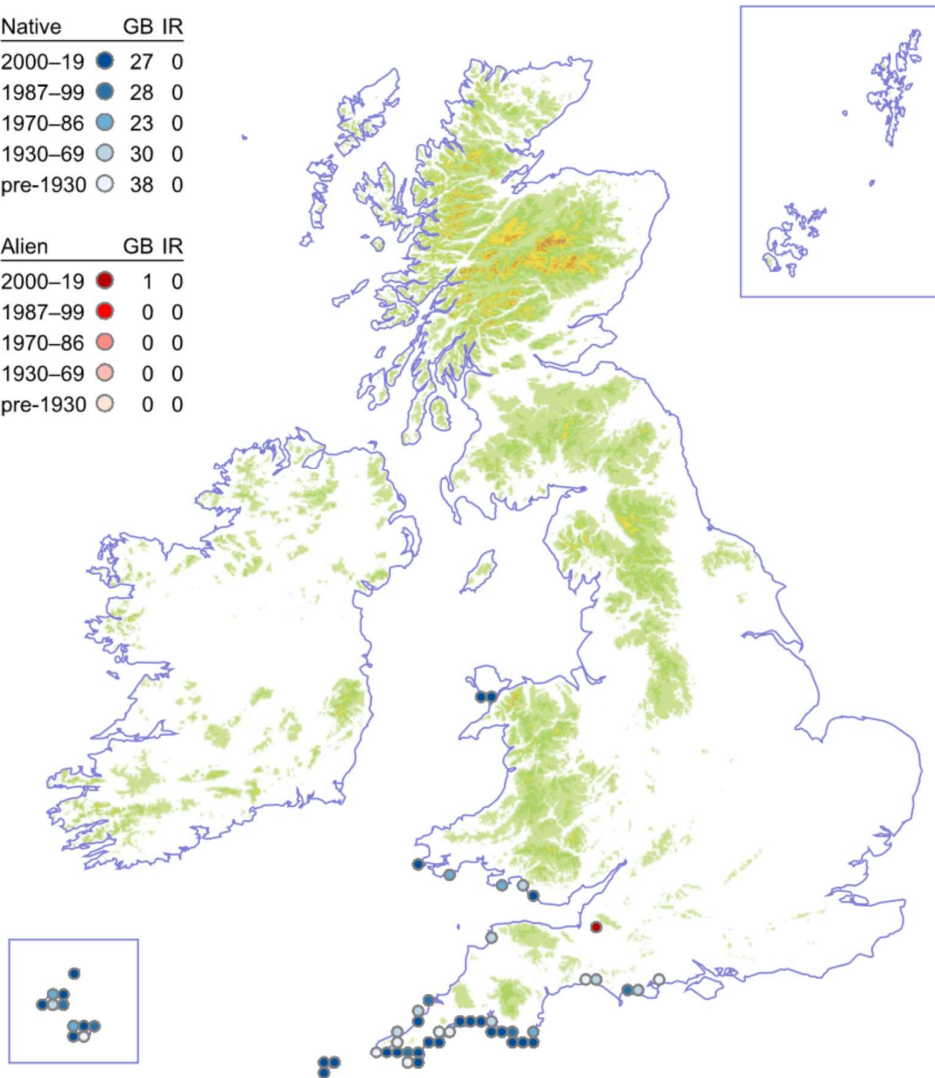 Native GB IR
2000–19 27 0
1987–99 28 0
1970–86 23 0
1930–69 30 0
pre-1930 38 0
Alien GB IR
2000–19 1 0
1987–99 0 0
1970–86 0 0
1930–69 0 0
pre-1930 0 0